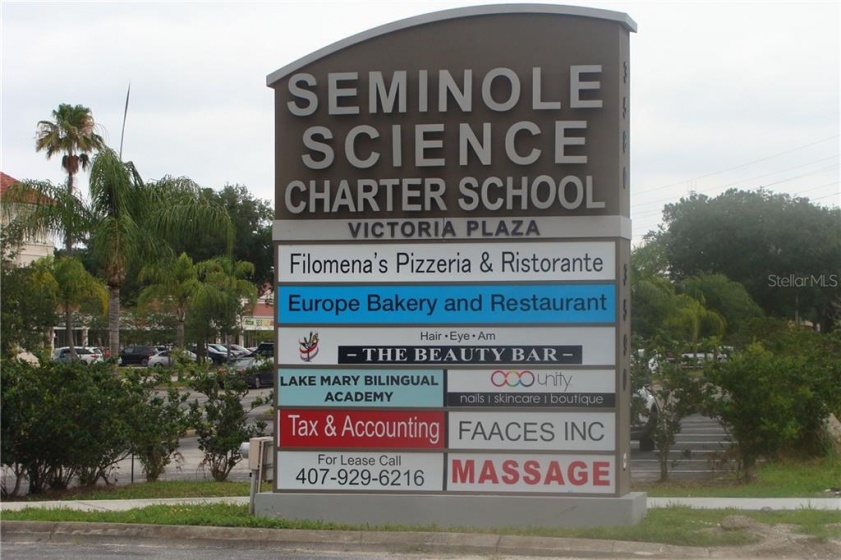 SEMINOLE
SCIENCE
CHARTER SCHOOL
VICTORIA PLAZA
Filomena's Pizzeria & Ristorante
Europe Bakery and Restaurant
Hair • Eye • Am
- THE BEAUTY BAR -
LAKE MARY BILINGUAL
ACADEMY
unity
nails | skincare | boutique
Tax & Accounting
FAACES INC
For Lease Call
407-929-6216
MASSAGE
Stellar MLS